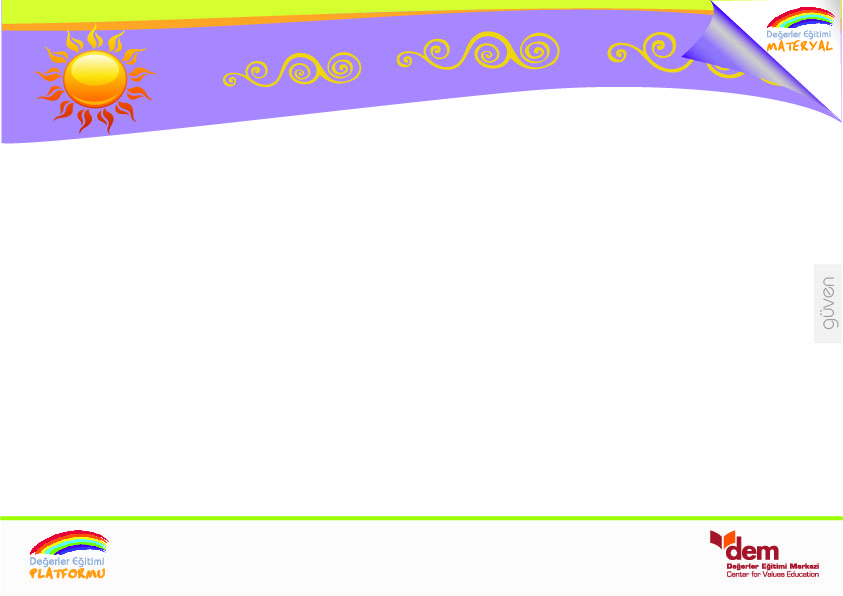 Değerler Eğitimi
MATERYAL
güven
Değerler Eğitimi
PLATFORMU
dem
Değerler Eğitimi Merkezi
Center for Values Education